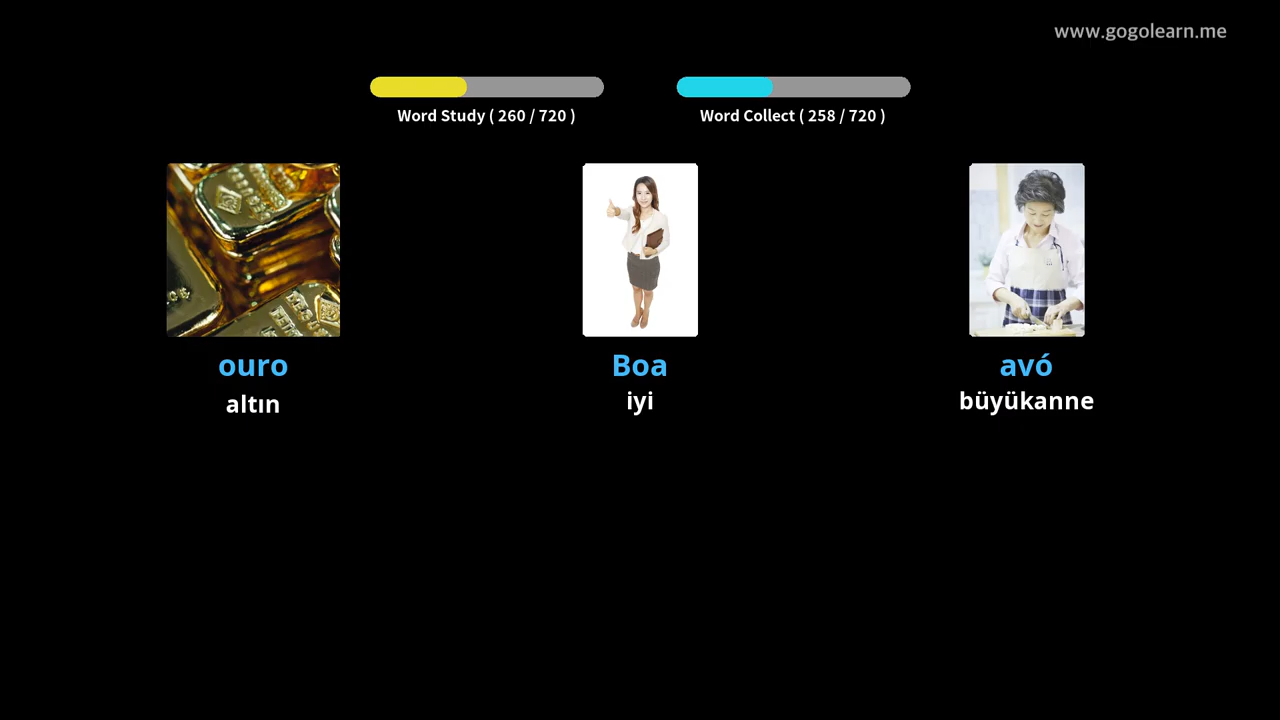 www.gogolearn.me
Word Study ( 260 / 720 )
Word Collect ( 258 / 720 )
ouro
Boa
avó
altın
iyi
büyükanne